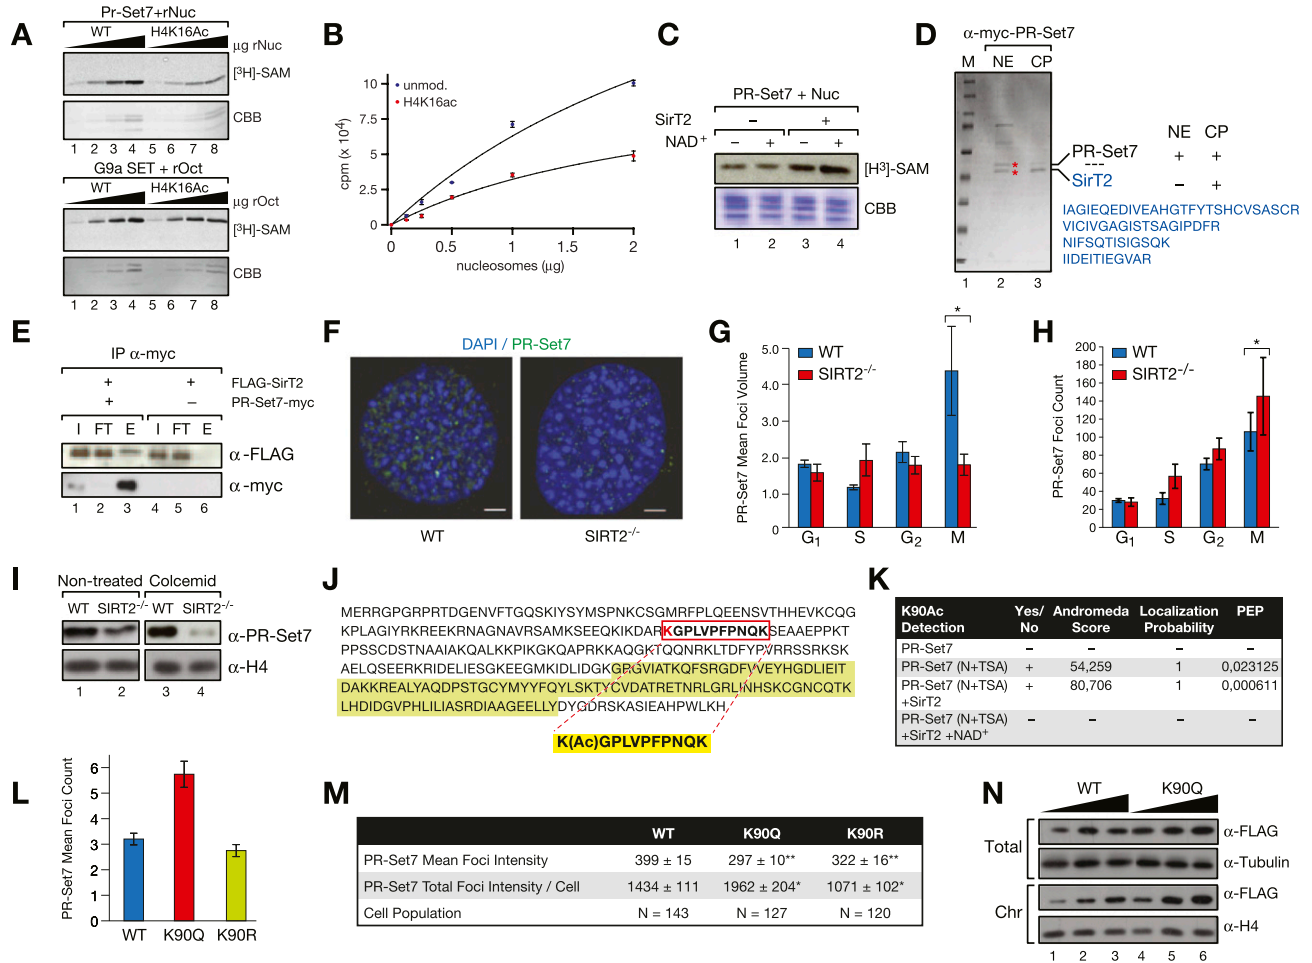 A
Pr-Set7+rNuc
WT H4K16Ac
µg rNuc
[³H]-SAM
CBB
1 2 3 4 5 6 7 8
G9a SET + rOct
WT H4K16Ac
µg rOct
[³H]-SAM
CBB
1 2 3 4 5 6 7 8
B
unmod.
H4K16ac
cpm (x 10⁴)
10
7.5
5
2.5
0
0 0.5 1 1.5 2
nucleosomes (µg)
C
PR-Set7 + Nuc
SirT2 – +
NAD⁺ – + – +
[H³]-SAM
CBB
1 2 3 4
D
α-myc-PR-Set7
M NE CP
PR-Set7
---
SirT2
* *
NE CP
+ +
– +
IAGIEQEDIVEAHGTFYTSHCVSASCR
VICIVGAGISTSAGIPDFR
NIFSQTISIGSQK
IIDEITIEGVAR
1 2 3
E
IP α-myc
+ + FLAG-SirT2
+ – PR-Set7-myc
I FT E I FT E
α-FLAG
α-myc
1 2 3 4 5 6
F
DAPI / PR-Set7
WT SIRT2⁻/⁻
G
PR-Set7 Mean Foci Volume
5.0
4.0
3.0
2.0
1.0
WT
SIRT2⁻/⁻
*
G₁ S G₂ M
H
PR-Set7 Foci Count
200
180
160
140
120
100
80
60
40
20
0
WT
SIRT2⁻/⁻
*
G₁ S G₂ M
I
Non-treated Colcemid
WT SIRT2⁻/⁻ WT SIRT2⁻/⁻
α-PR-Set7
α-H4
1 2 3 4
J
MERRGPGRPRTDGENVFTGQSKIYSYMSPNKCSGMRFPLQEENSVTHHEVKCQG
KPLAGIYRKREEKRNAGNAVRSAMKSEEQKIKDARKGPLVPFPNQKSEAAEPPKT
PPSSCDSTNAAIAKQALKKPIKGKQAPRKKAQGKTQQNRKLTDFYPVRRSSRKSK
AELQSEERKRIDELIESGKEEGMKIDLIDGKGRGVIATKQFSRGDFVVEYHGDLIEIT
DAKKREALYAQDPSTGCYMYYFQYLSKTYCVDATRETNRLGRLINHSKCGNCQTK
LHDIDGVPHLILIASRDIAAGEELLYDYGDRSKASIEAHPWLKH
K(Ac)GPLVPFPNQK
K
K90Ac Detection Yes/No Andromeda Score Localization Probability PEP
PR-Set7 – – – –
PR-Set7 (N+TSA) + 54,259 1 0,023125
PR-Set7 (N+TSA) +SirT2 + 80,706 1 0,000611
PR-Set7 (N+TSA) +SirT2 +NAD⁺ – – – –
L
PR-Set7 Mean Foci Count
6
5
4
3
2
1
0
WT K90Q K90R
M
WT K90Q K90R
PR-Set7 Mean Foci Intensity 399 ± 15 297 ± 10** 322 ± 16**
PR-Set7 Total Foci Intensity / Cell 1434 ± 111 1962 ± 204* 1071 ± 102*
Cell Population N = 143 N = 127 N = 120
N
WT K90Q
Total
α-FLAG
α-Tubulin
Chr
α-FLAG
α-H4
1 2 3 4 5 6